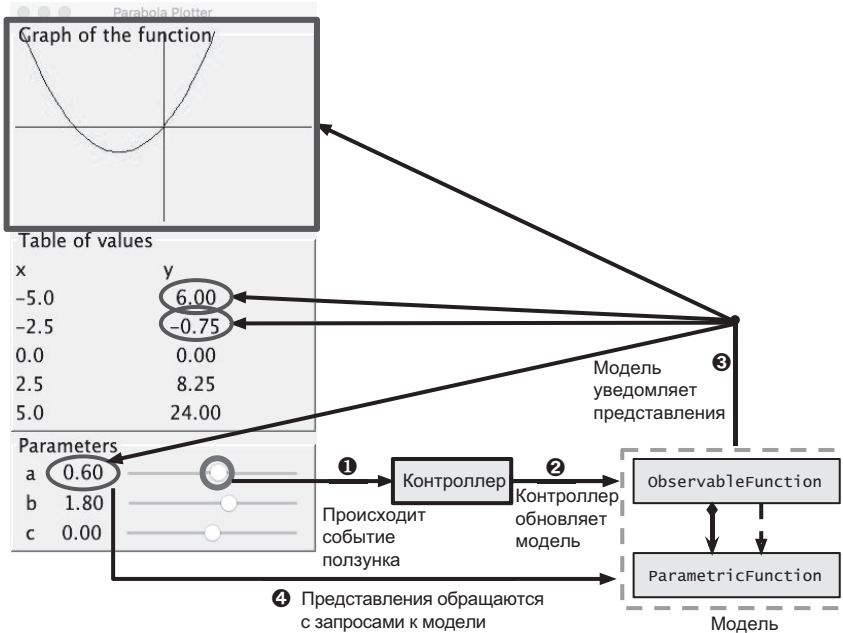 Parabola Plotter
Graph of the function
Table of values
x y
-5.0 6.00
-2.5 -0.75
0.0 0.00
2.5 8.25
5.0 24.00
Parameters
a 0.60
b 1.80
c 0.00
❶
Происходит
событие
ползунка
Контроллер
❷
Контроллер
обновляет
модель
❸
Модель
уведомляет
представления
ObservableFunction
ParametricFunction
Модель
❹ Представления обращаются
с запросами к модели